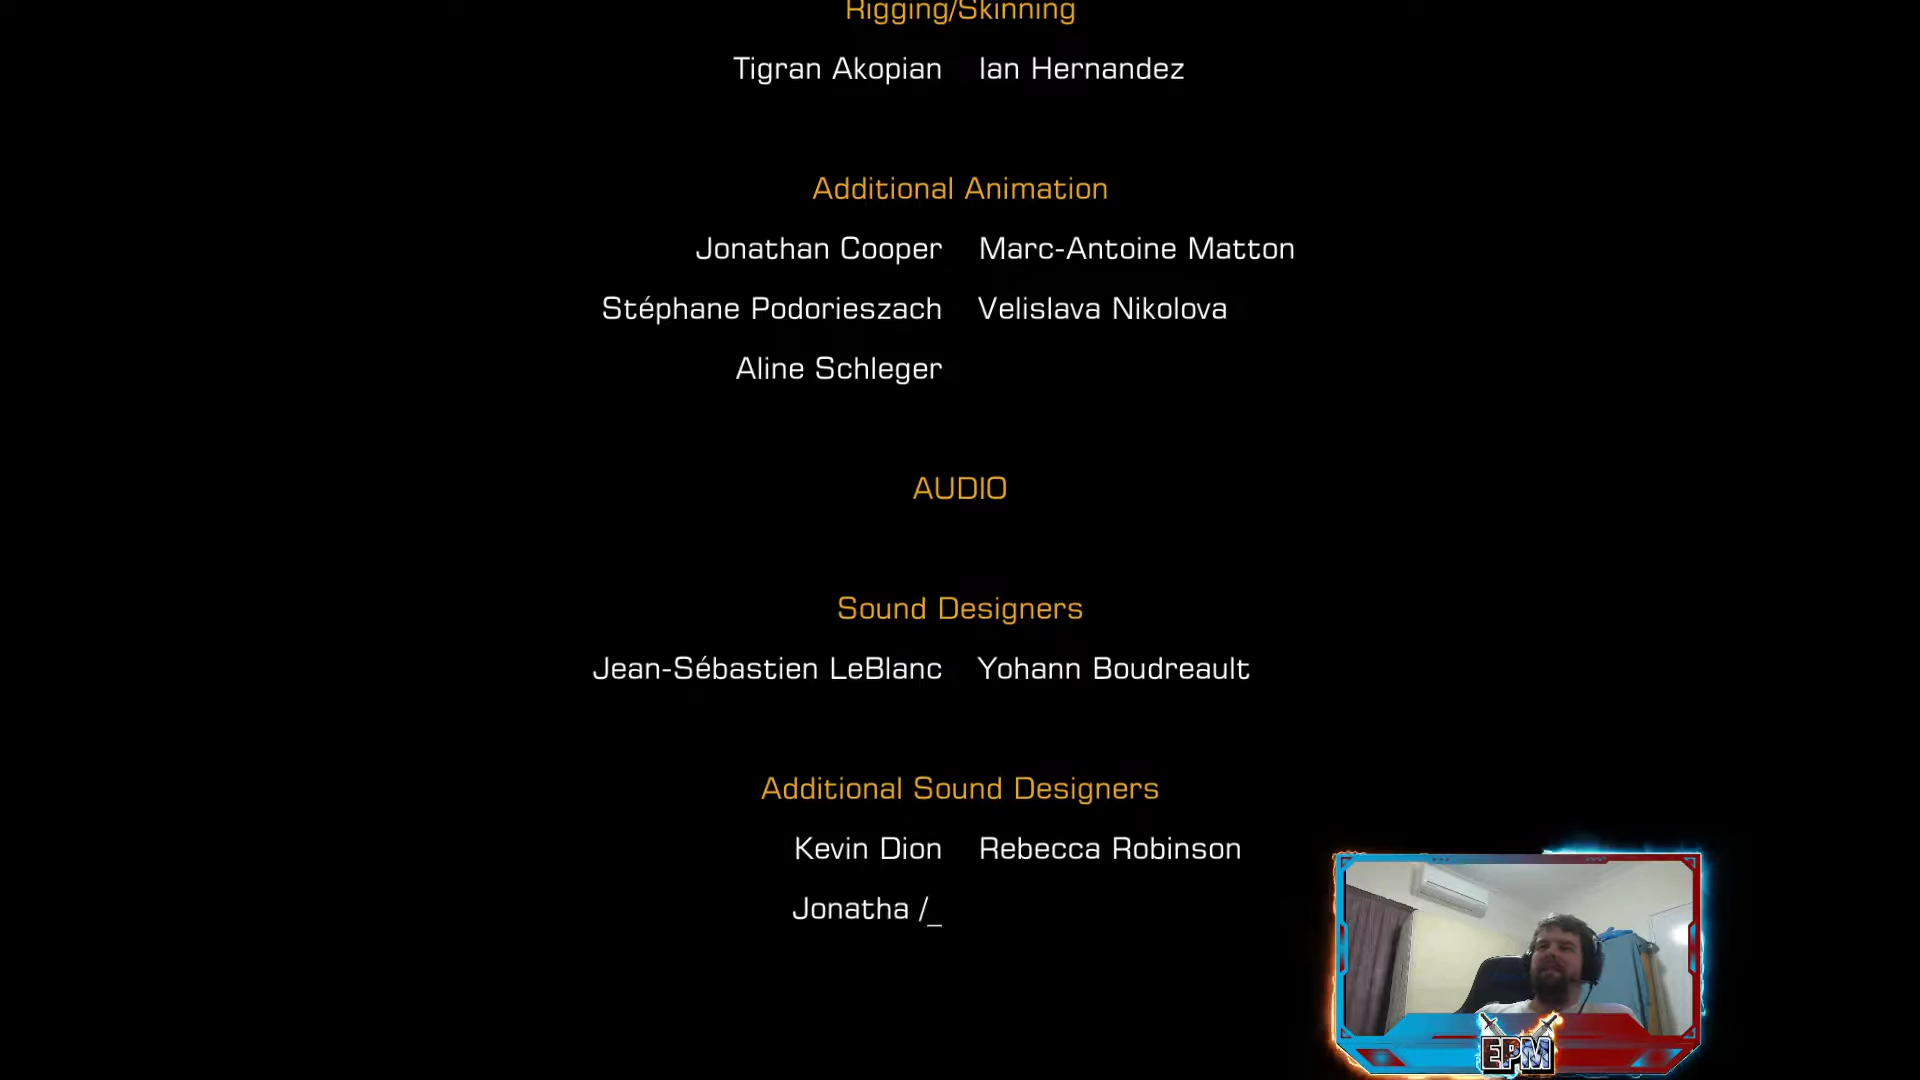 Rigging/Skinning
Tigran Akopian Ian Hernandez
Additional Animation
Jonathan Cooper Marc-Antoine Matton
Stéphane Podorieszach Velislava Nikolova
Aline Schleger
AUDIO
Sound Designers
Jean-Sébastien LeBlanc Yohann Boudreault
Additional Sound Designers
Kevin Dion Rebecca Robinson
Jonatha /_
EPM